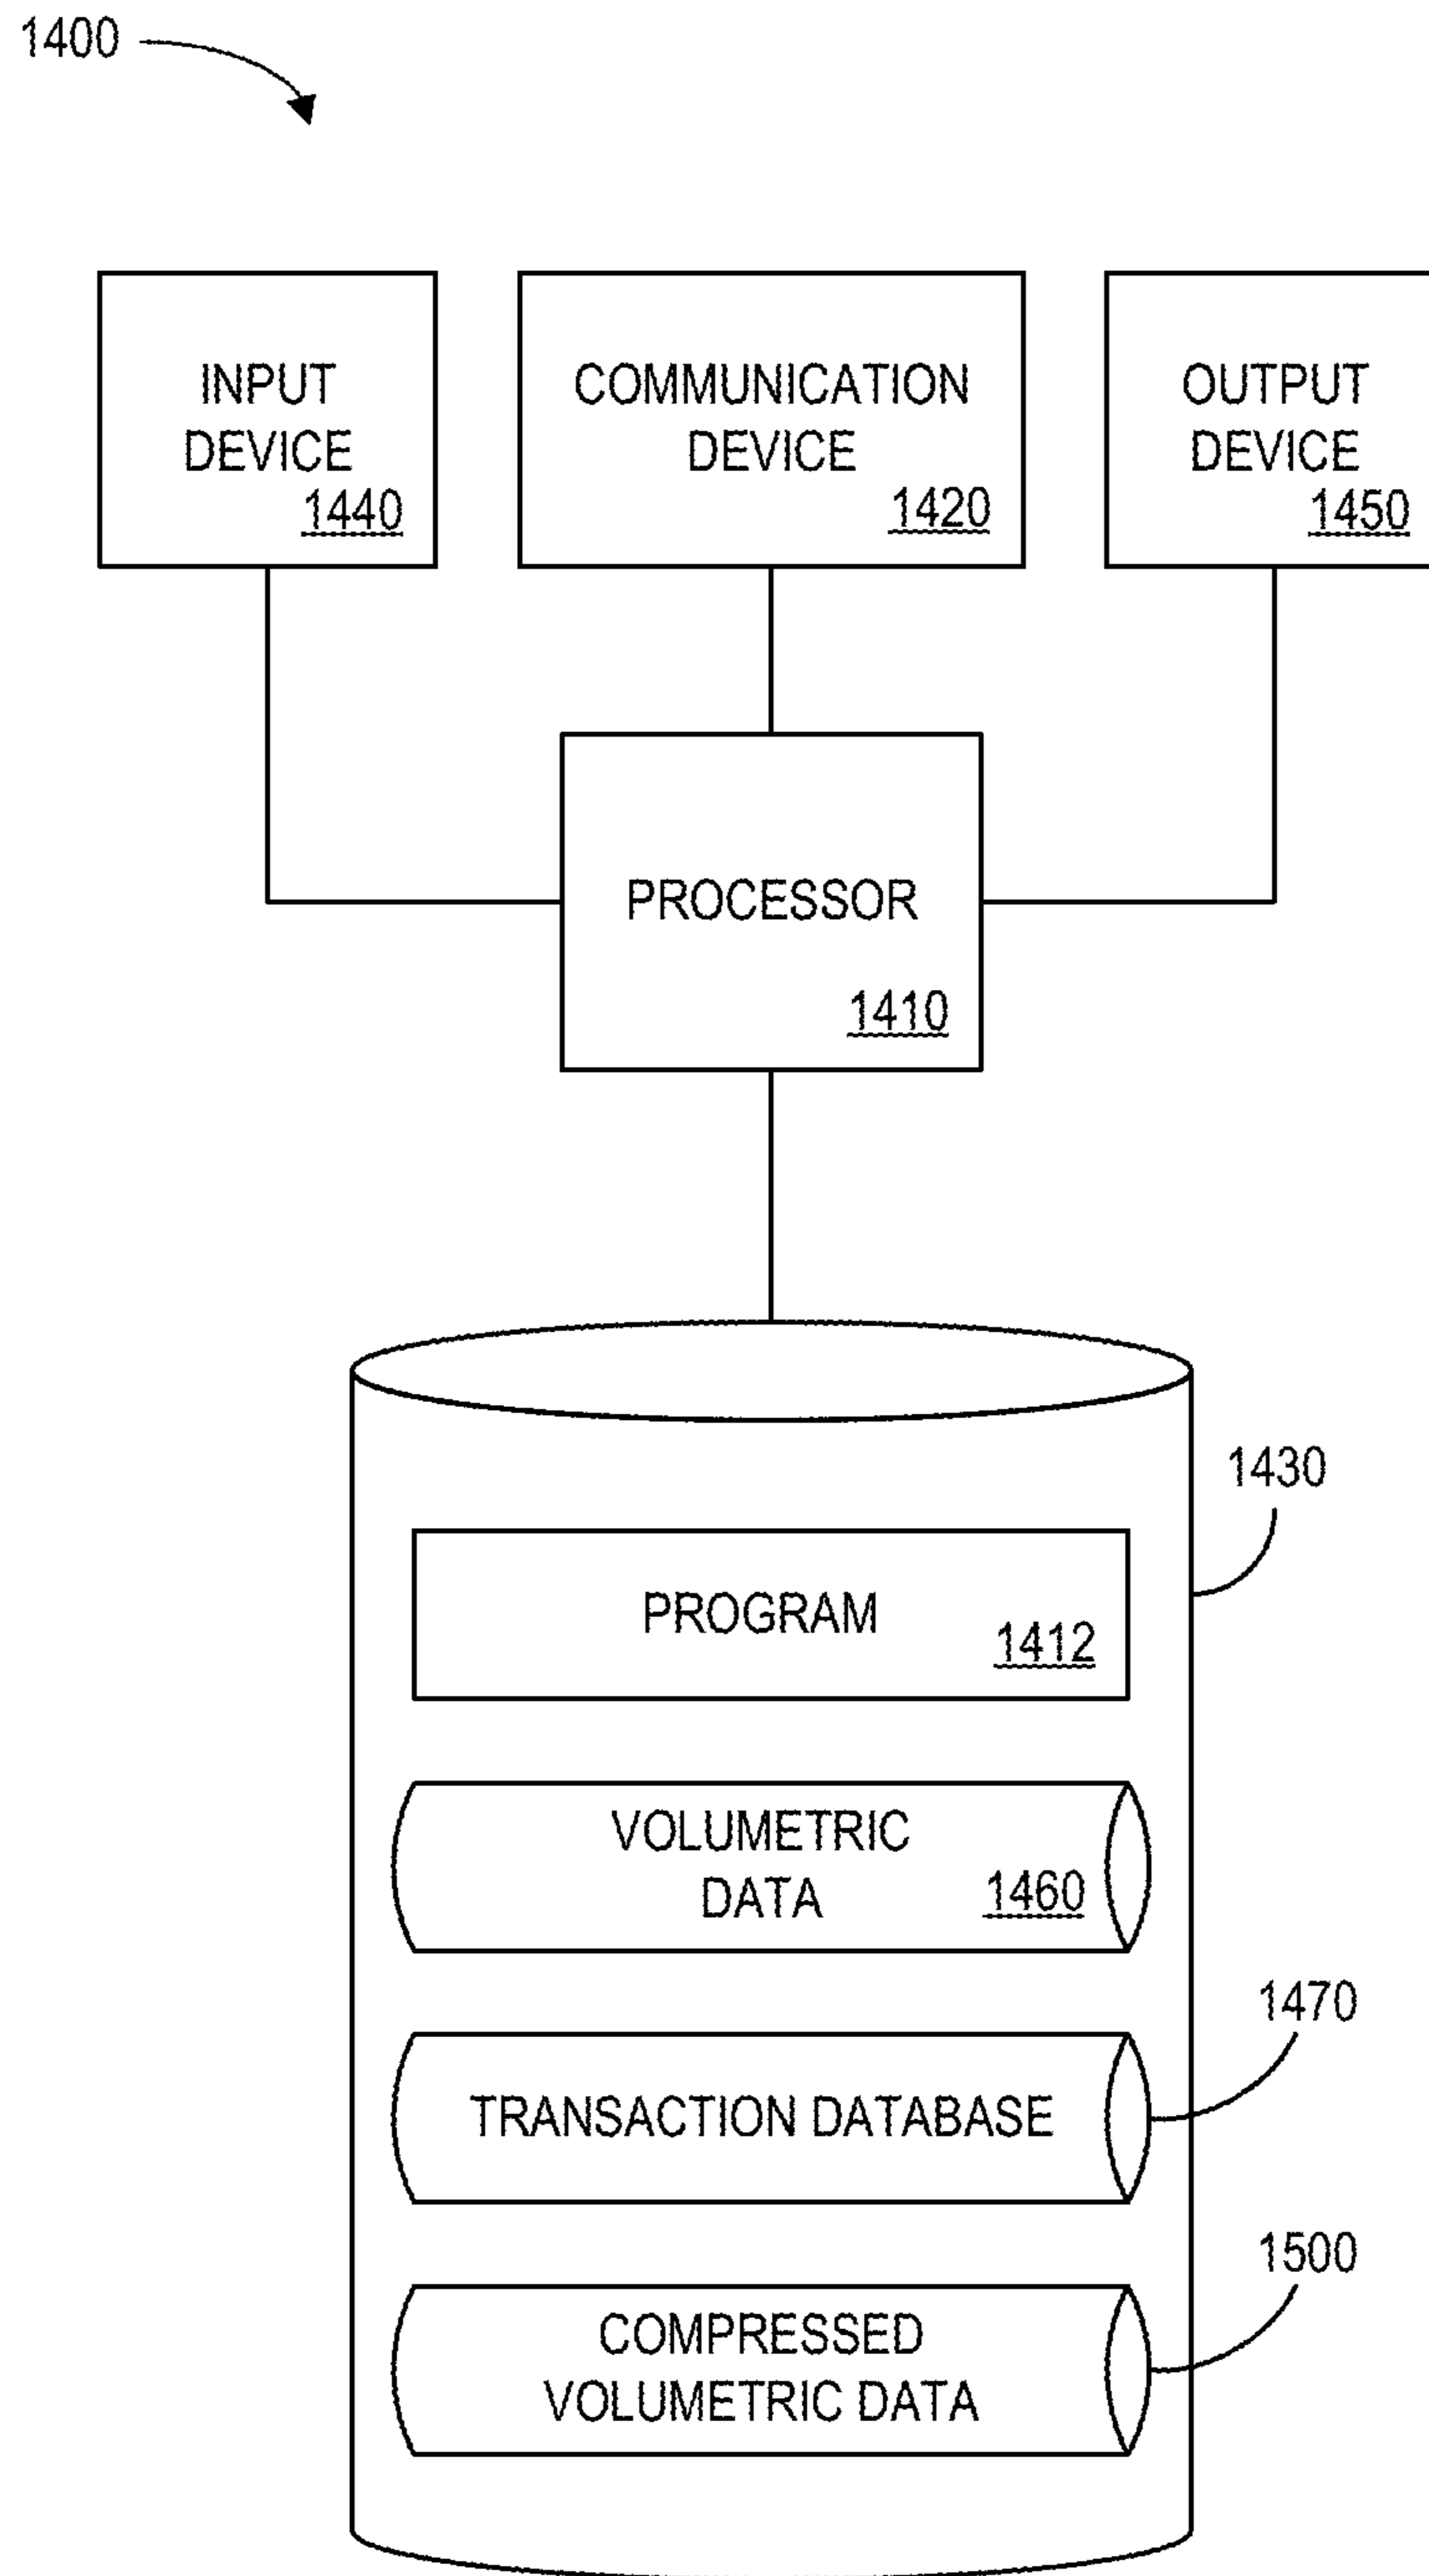 1400
INPUT
DEVICE
1440
COMMUNICATION
DEVICE
1420
OUTPUT
DEVICE
1450
PROCESSOR
1410
1430
PROGRAM
1412
VOLUMETRIC
DATA
1460
1470
TRANSACTION DATABASE
1500
COMPRESSED
VOLUMETRIC DATA